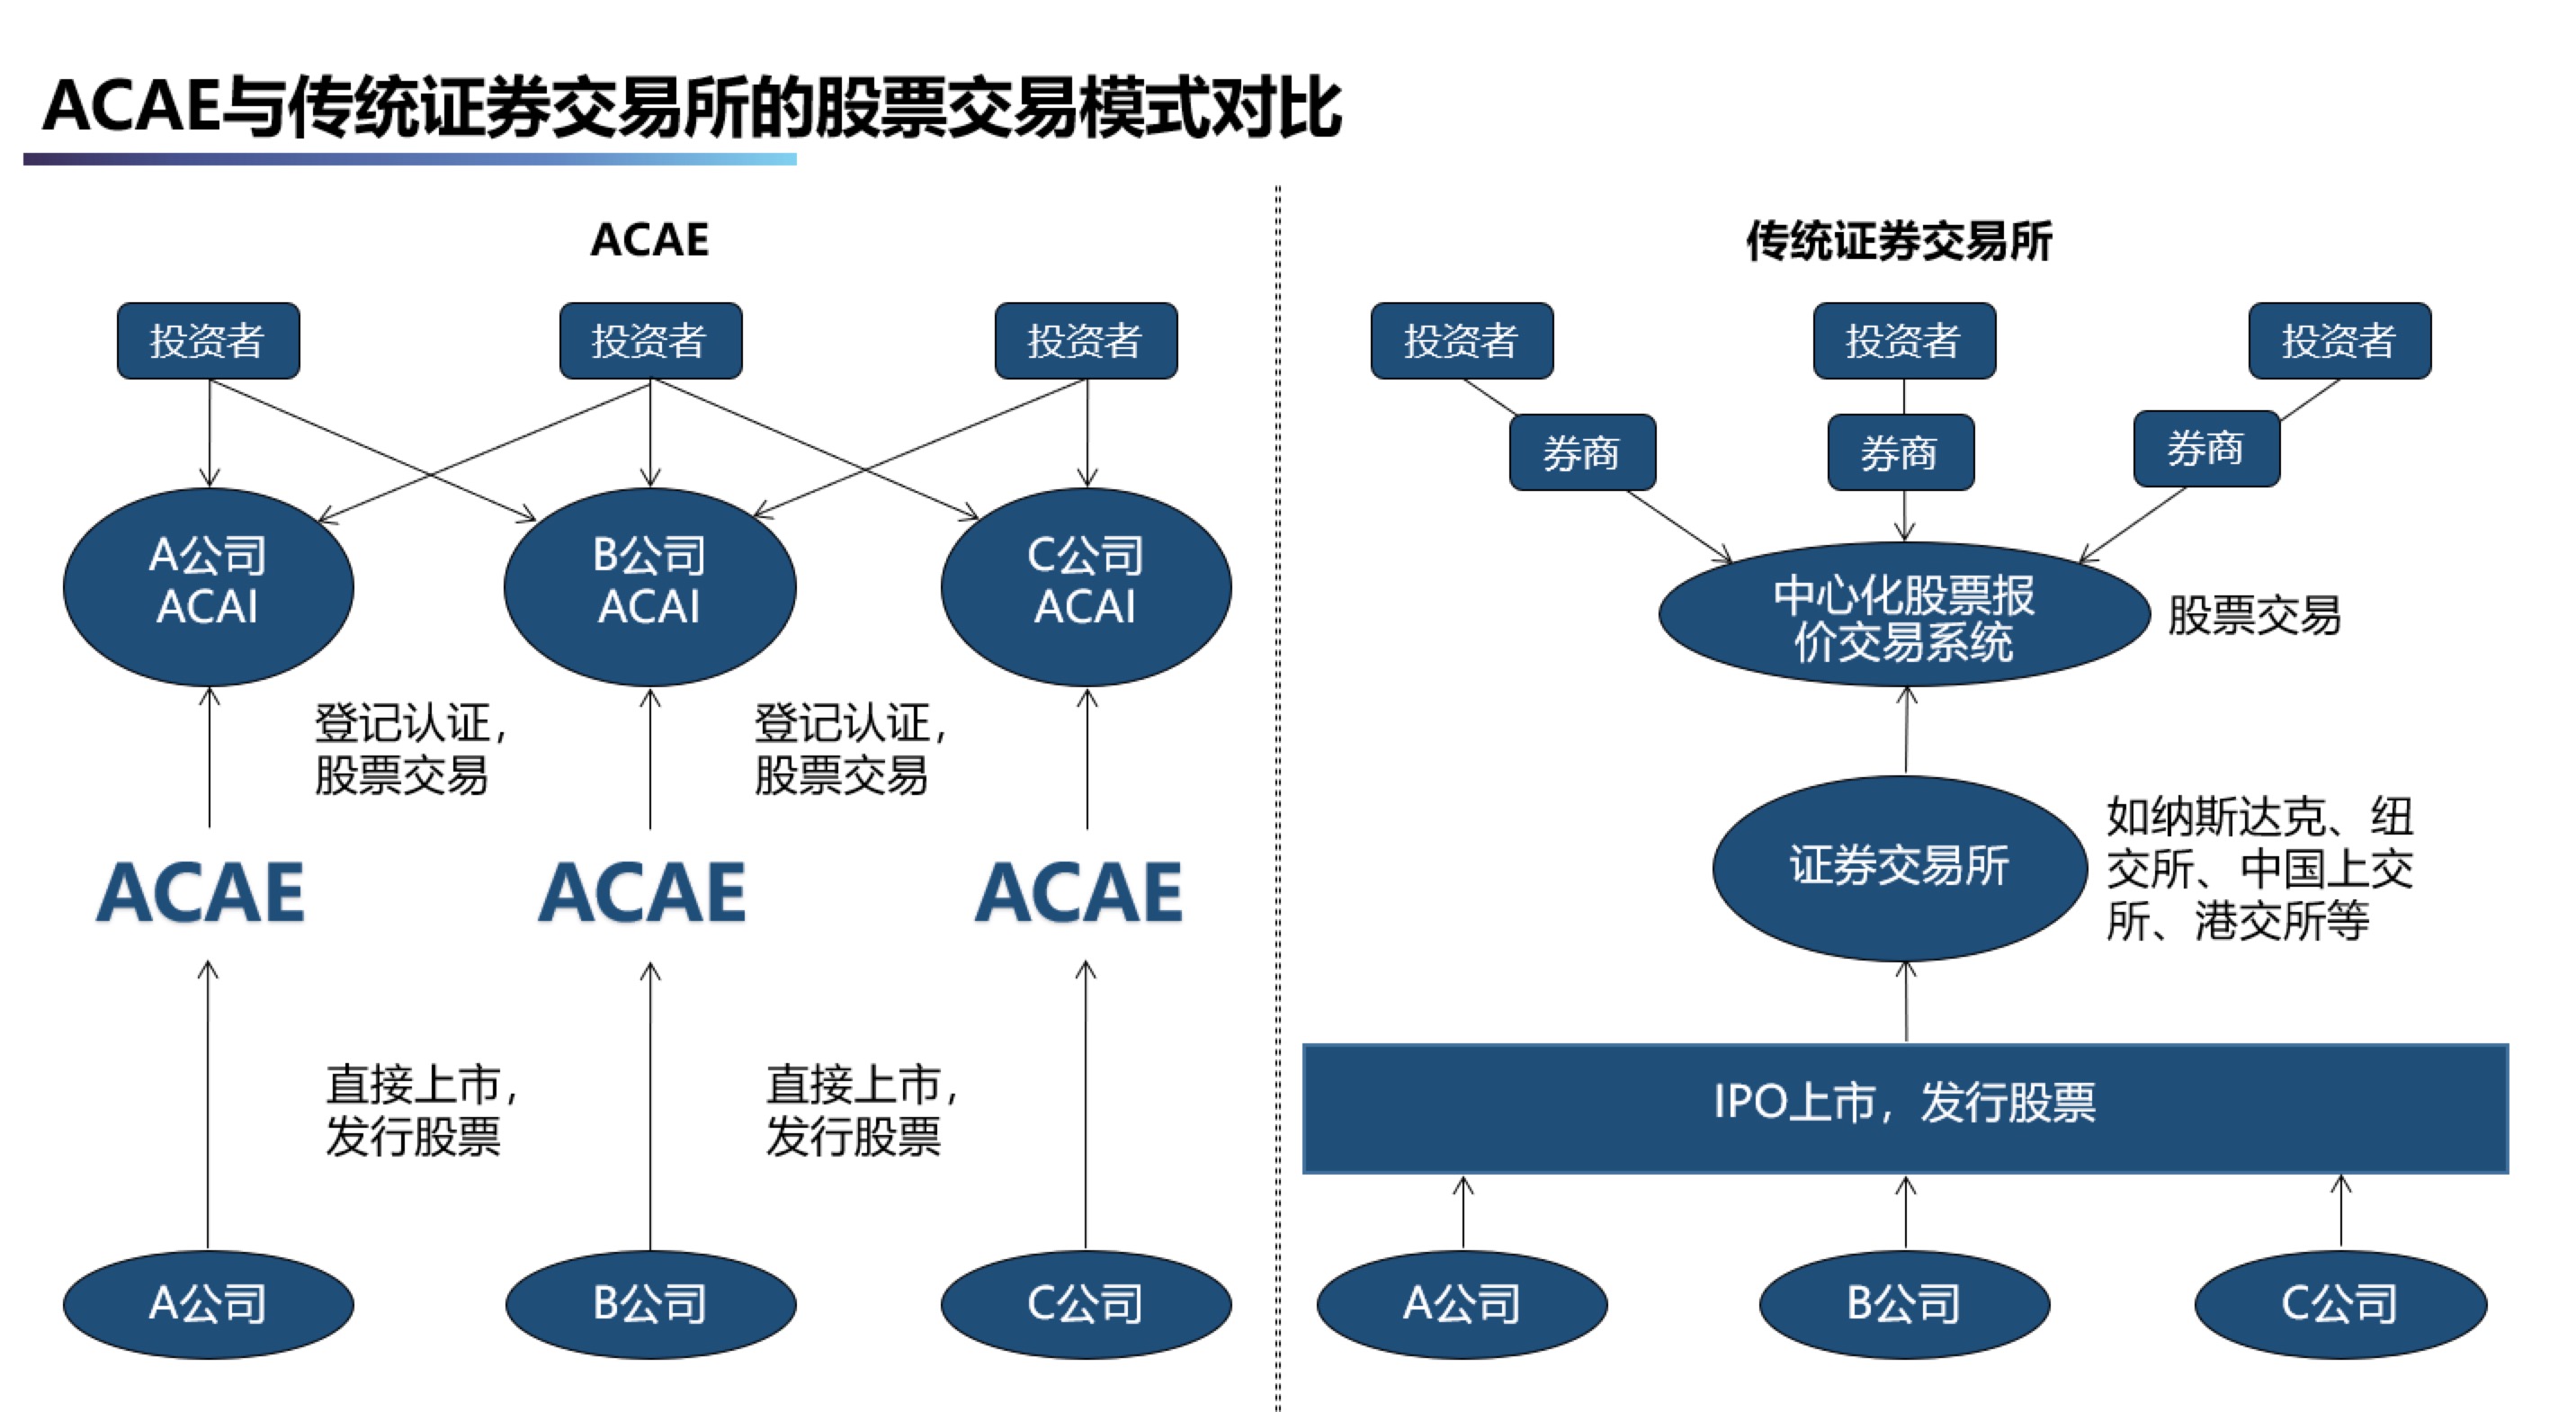 ACAE与传统证券交易所的股票交易模式对比
ACAE
投资者
投资者
投资者
A公司
ACAI
B公司
ACAI
C公司
ACAI
登记认证，
股票交易
登记认证，
股票交易
ACAE
ACAE
ACAE
直接上市，
发行股票
直接上市，
发行股票
A公司
B公司
C公司
传统证券交易所
投资者
投资者
投资者
券商
券商
券商
中心化股票报
价交易系统
股票交易
证券交易所
如纳斯达克、纽
交所、中国上交
所、港交所等
IPO上市，发行股票
A公司
B公司
C公司